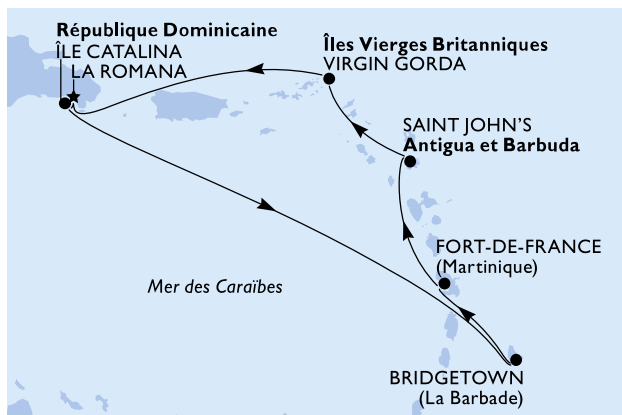 République Dominicaine
ÎLE CATALINA
LA ROMANA
Îles Vierges Britanniques
VIRGIN GORDA
SAINT JOHN'S
Antigua et Barbuda
FORT-DE-FRANCE
(Martinique)
Mer des Caraïbes
BRIDGETOWN
(La Barbade)